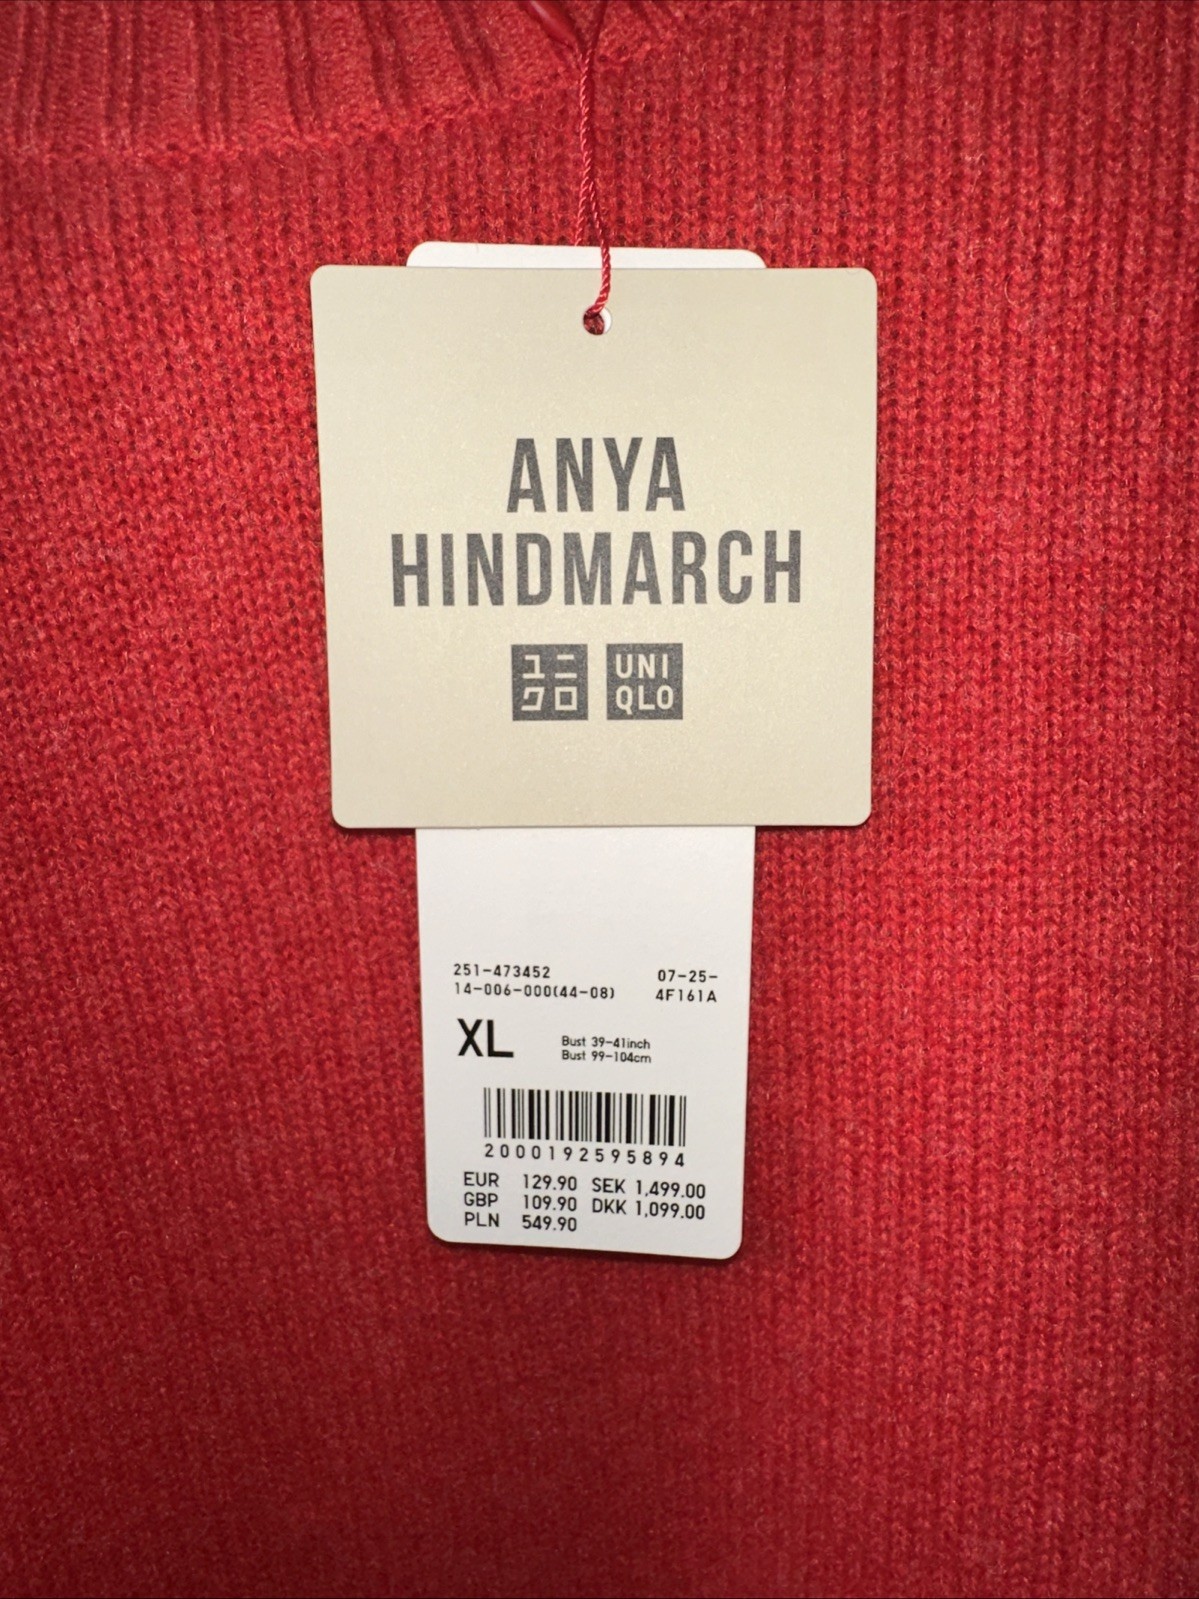 ANYA
HINDMARCH
ユニ
クロ
UNI
QLO
251-473452 07-25-
14-006-000(44-08) 4F161A
XL
Bust 39-41inch
Bust 99-104cm
2000192595894
EUR 129.90 SEK 1,499.00
GBP 109.90 DKK 1,099.00
PLN 549.90